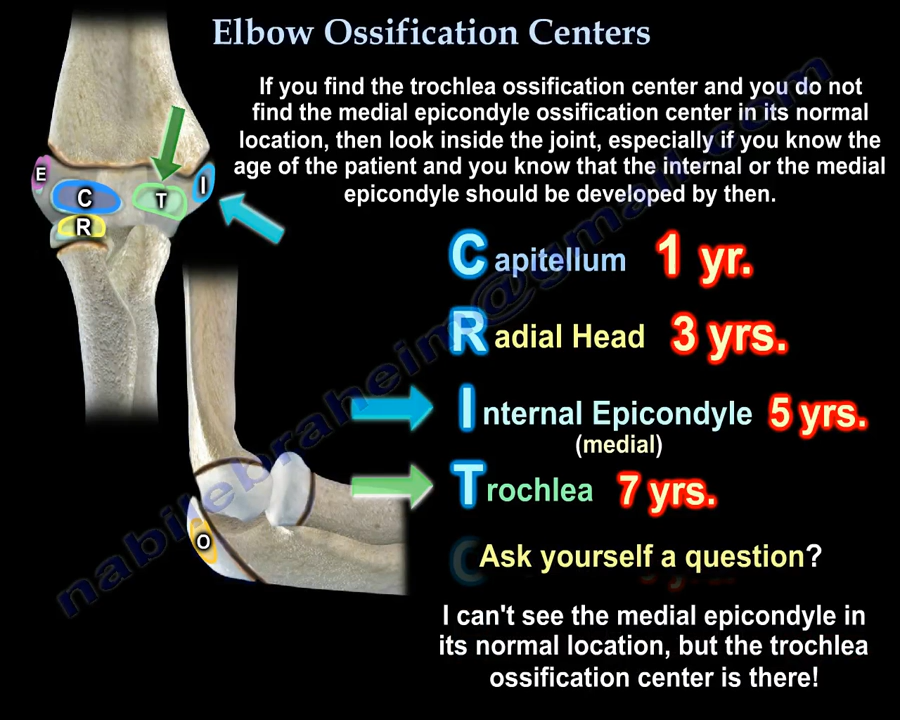 Elbow Ossification Centers
If you find the trochlea ossification center and you do not
find the medial epicondyle ossification center in its normal
location, then look inside the joint, especially if you know the
age of the patient and you know that the internal or the medial
epicondyle should be developed by then.
E
C
T
I
R
Capitellum 1 yr.
Radial Head 3 yrs.
Internal Epicondyle 5 yrs.
(medial)
Trochlea 7 yrs.
O
Ask yourself a question?
I can't see the medial epicondyle in
its normal location, but the trochlea
ossification center is there!
nabilebraheim@gmail.com